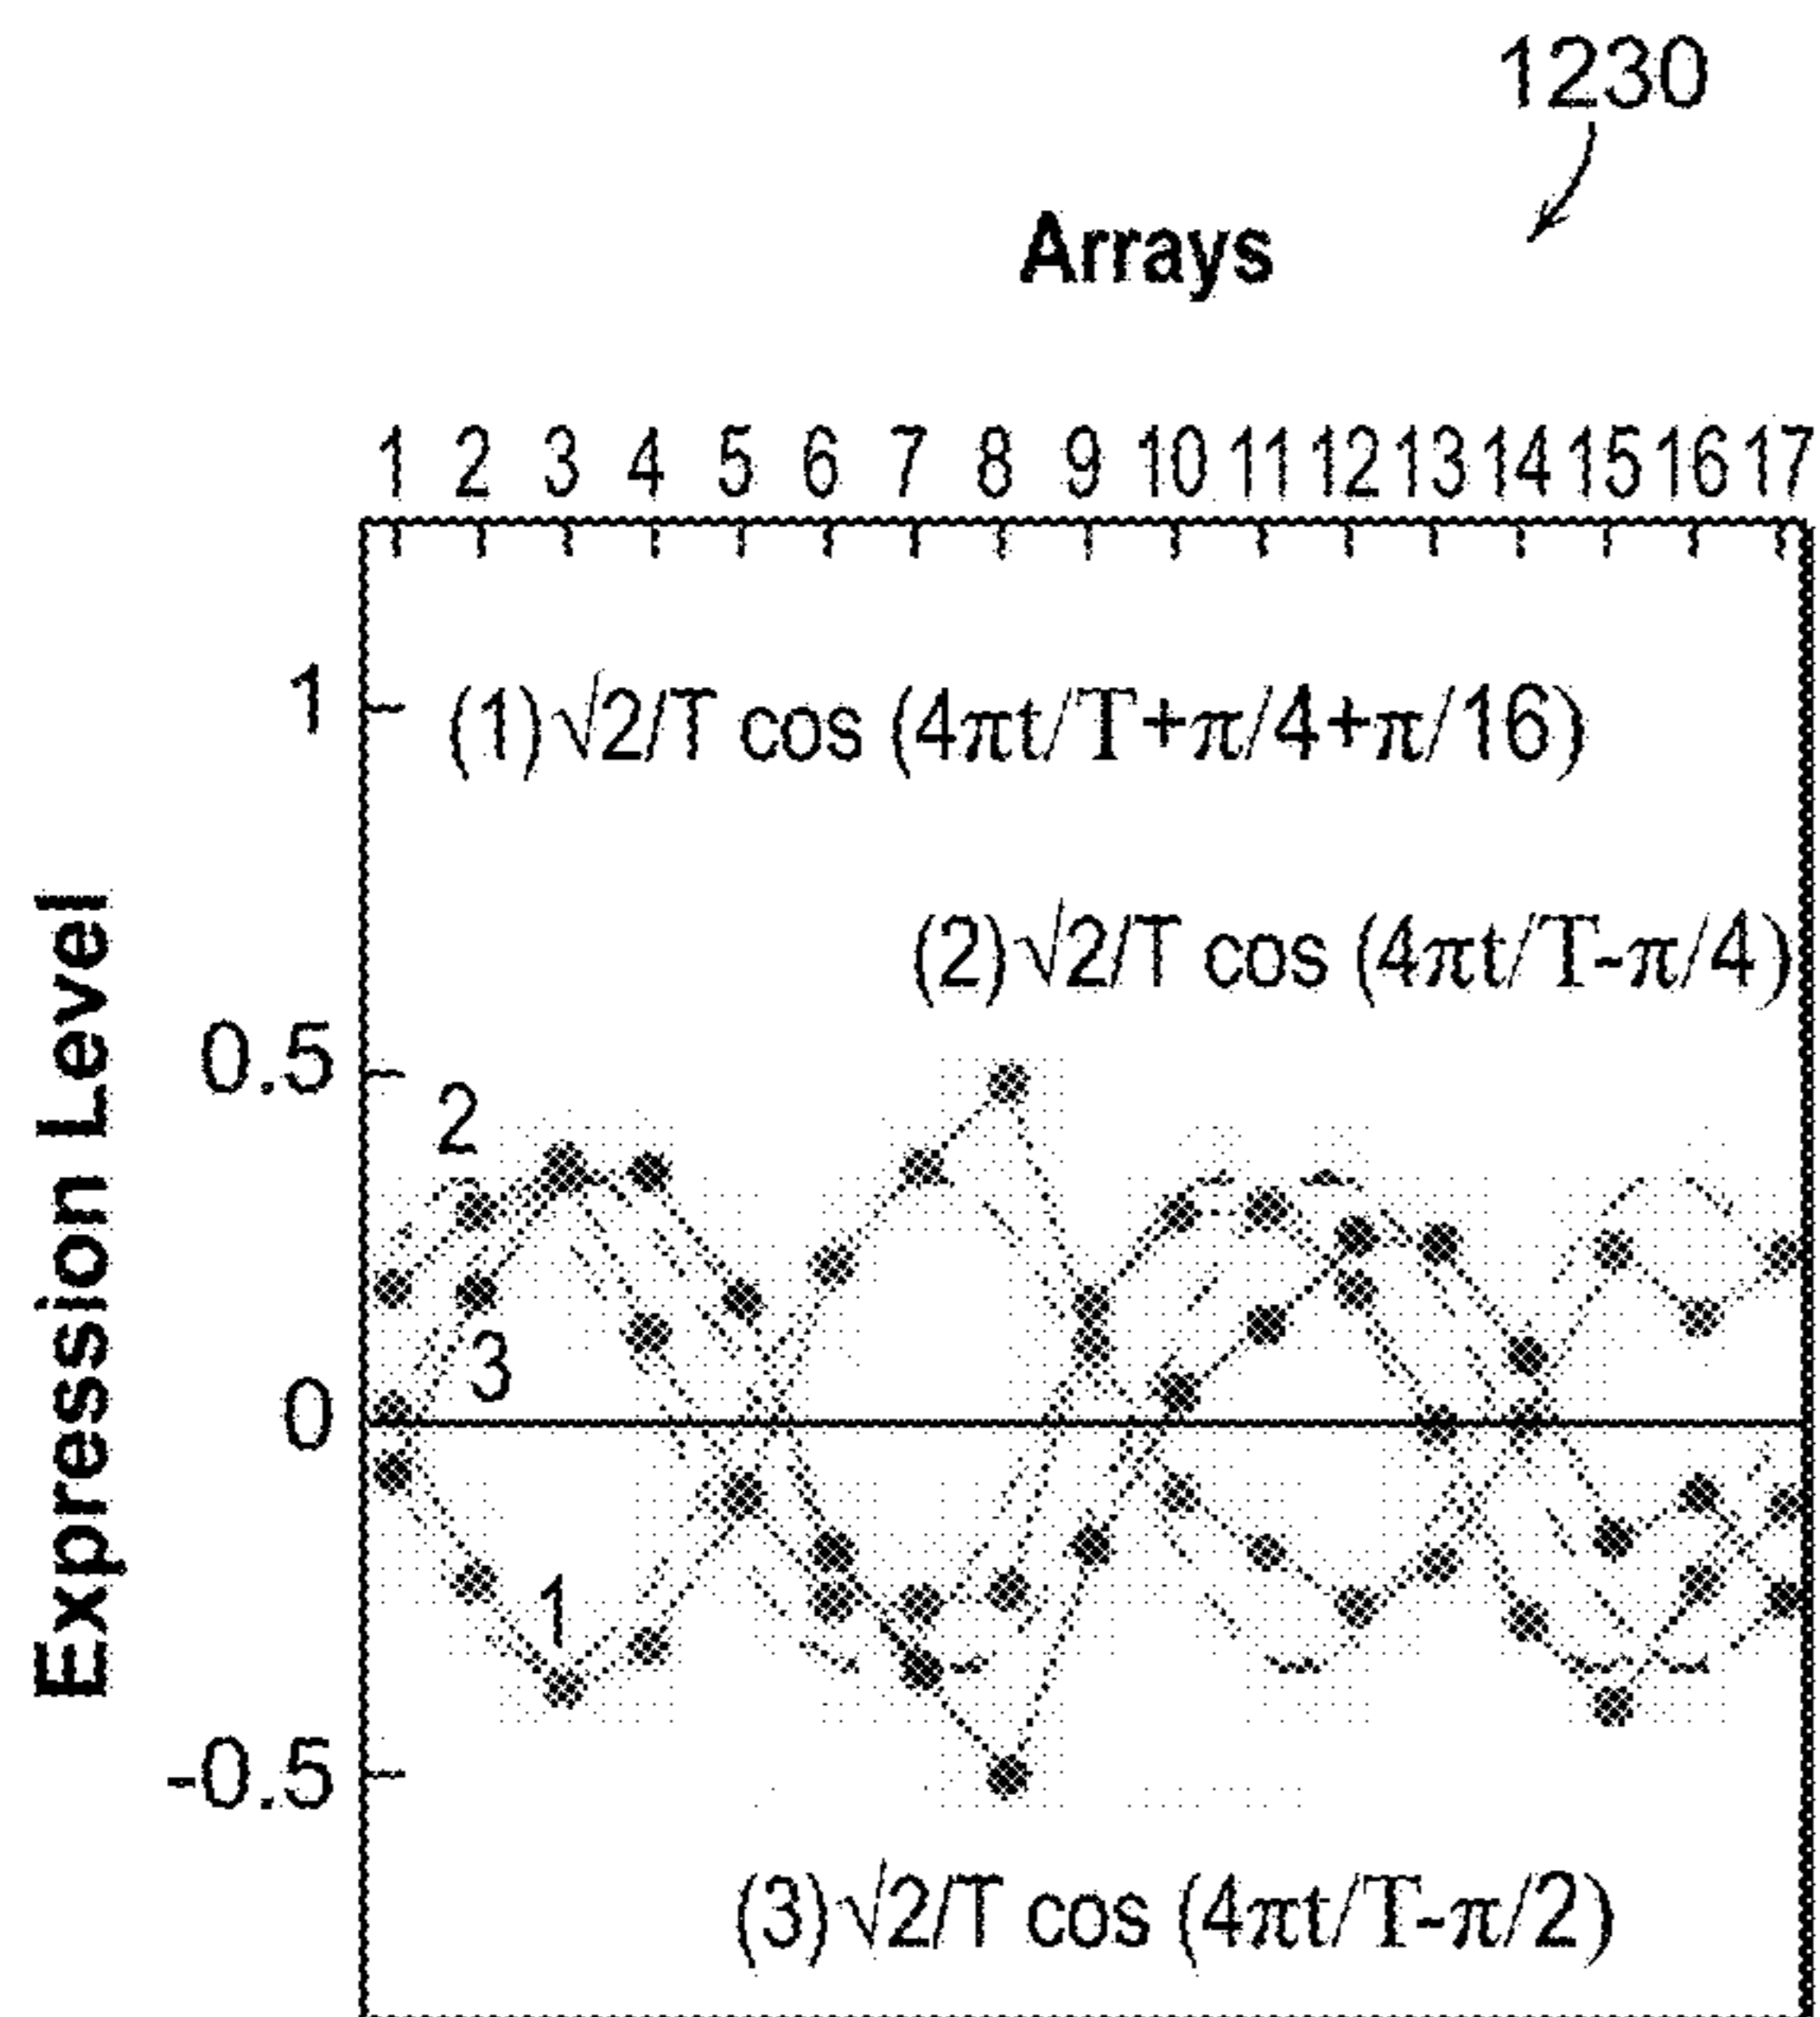 1230
Arrays
1 2 3 4 5 6 7 8 9 10 11 12 13 14 15 16 17
Expression Level
1
(1)√2/T cos (4πt/T+π/4+π/16)
(2)√2/T cos (4πt/T-π/4)
0.5
2
3
0
1
-0.5
(3)√2/T cos (4πt/T-π/2)